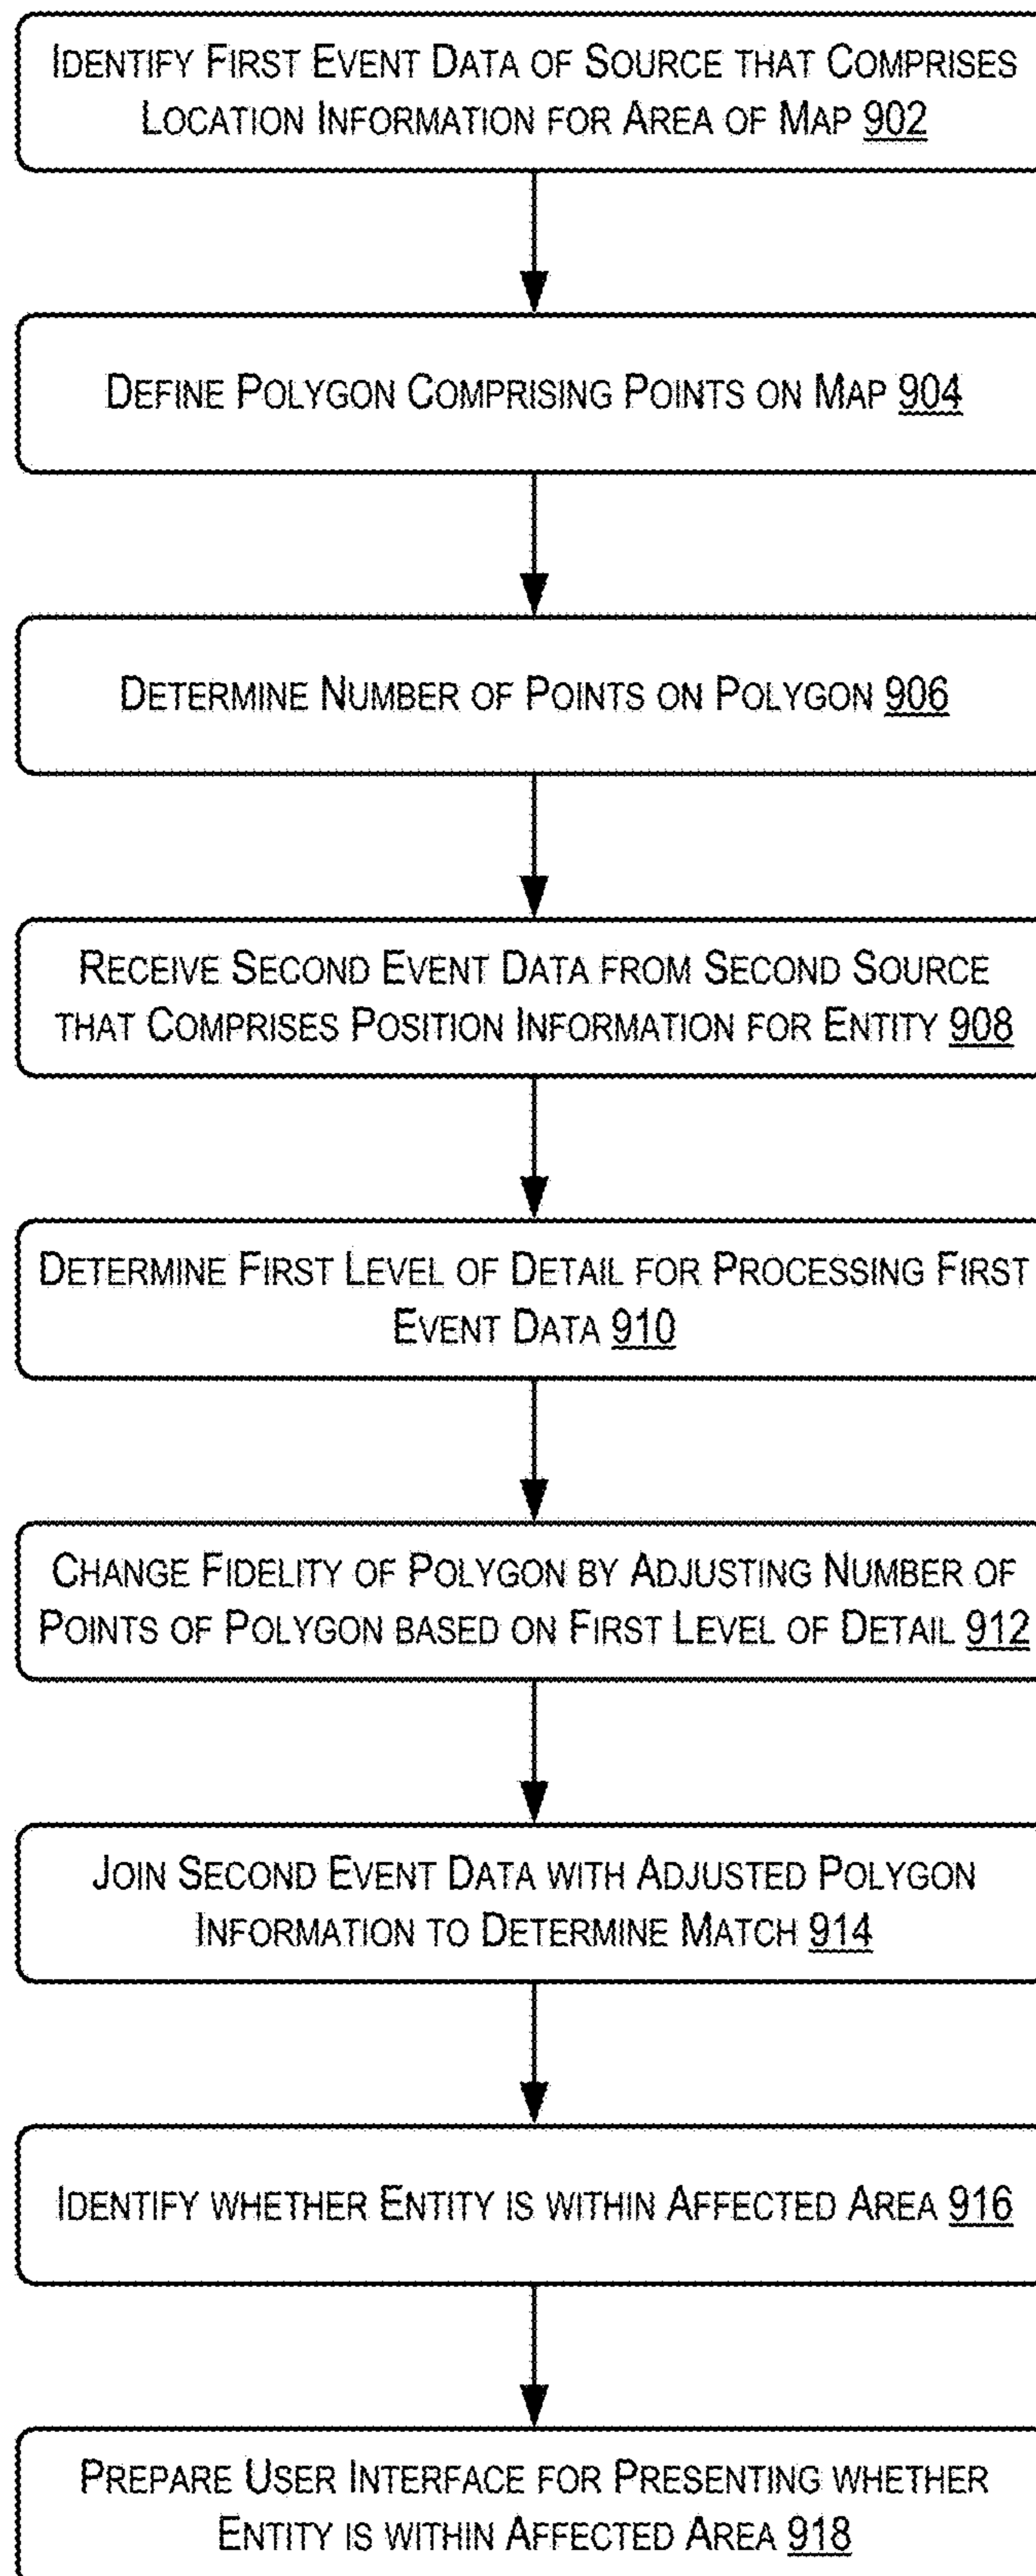 IDENTIFY FIRST EVENT DATA OF SOURCE THAT COMPRISES
LOCATION INFORMATION FOR AREA OF MAP 902
DEFINE POLYGON COMPRISING POINTS ON MAP 904
DETERMINE NUMBER OF POINTS ON POLYGON 906
RECEIVE SECOND EVENT DATA FROM SECOND SOURCE
THAT COMPRISES POSITION INFORMATION FOR ENTITY 908
DETERMINE FIRST LEVEL OF DETAIL FOR PROCESSING FIRST
EVENT DATA 910
CHANGE FIDELITY OF POLYGON BY ADJUSTING NUMBER OF
POINTS OF POLYGON BASED ON FIRST LEVEL OF DETAIL 912
JOIN SECOND EVENT DATA WITH ADJUSTED POLYGON
INFORMATION TO DETERMINE MATCH 914
IDENTIFY WHETHER ENTITY IS WITHIN AFFECTED AREA 916
PREPARE USER INTERFACE FOR PRESENTING WHETHER
ENTITY IS WITHIN AFFECTED AREA 918